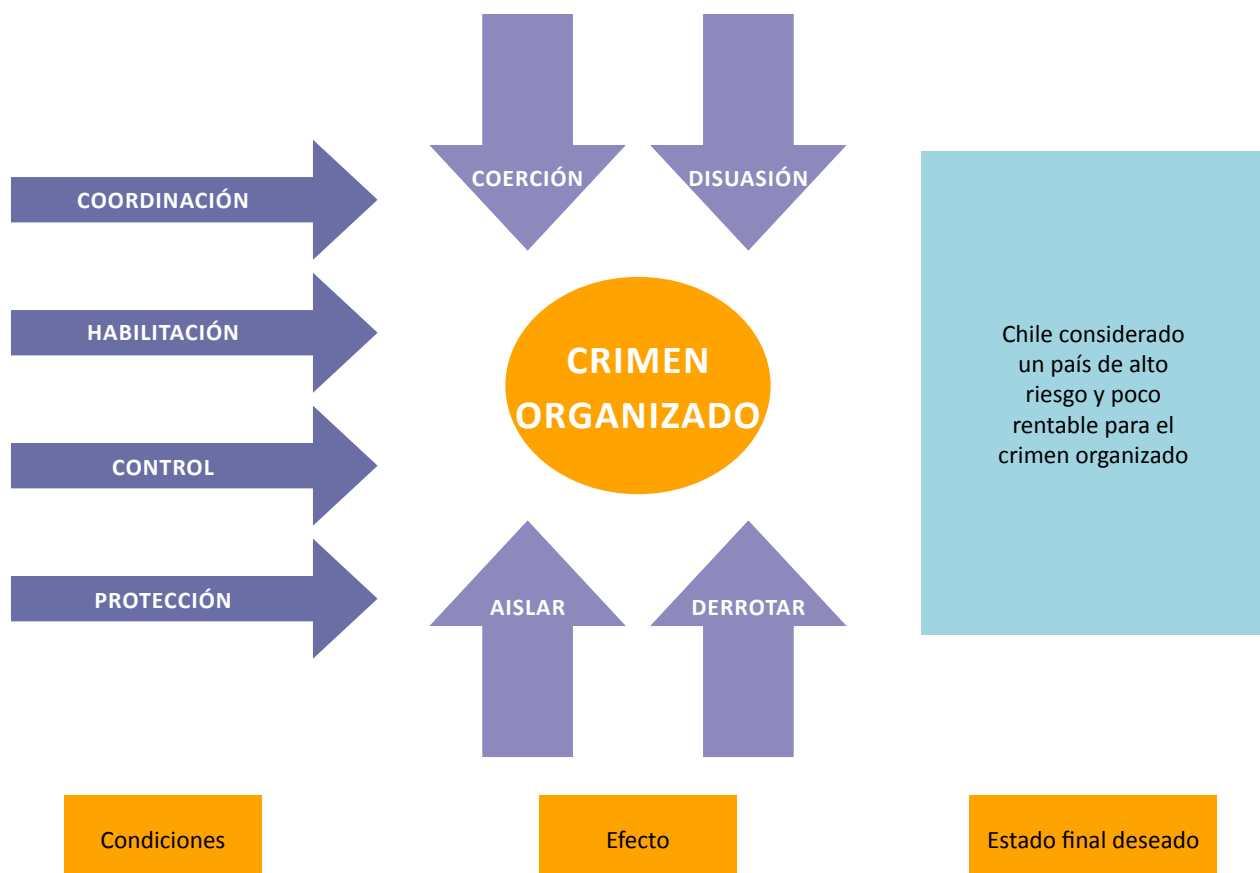 COERCIÓN
DISUASIÓN
COORDINACIÓN
HABILITACIÓN
CONTROL
PROTECCIÓN
CRIMEN
ORGANIZADO
AISLAR
DERROTAR
Chile considerado
un país de alto
riesgo y poco
rentable para el
crimen organizado
Condiciones
Efecto
Estado final deseado